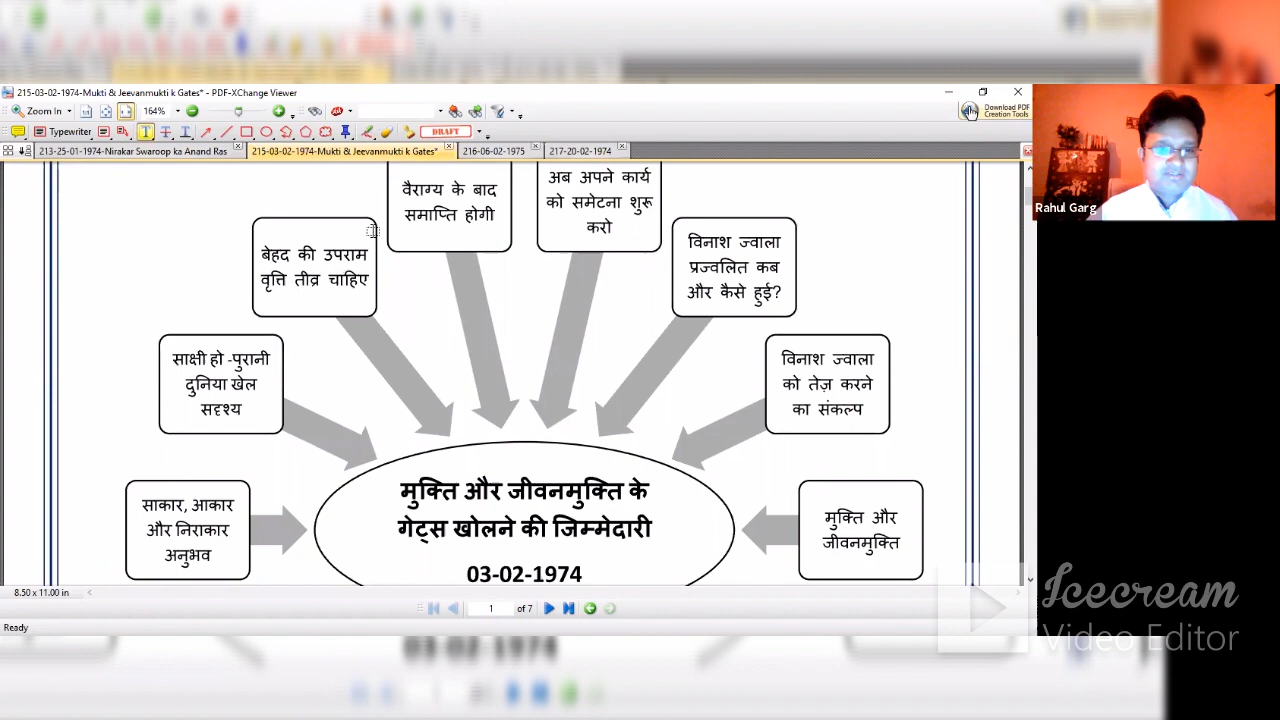 215-03-02-1974-Mukti & Jeevanmukti k Gates* - PDF-XChange Viewer
Zoom In
164%
Download PDF
Creation Tools
Typewriter
DRAFT
213-25-01-1974-Nirakar Swaroop ka Anand Ras
215-03-02-1974-Mukti & Jeevanmukti k Gates*
216-06-02-1975
217-20-02-1974
Rahul Garg
वैराग्य के बाद
समाप्ति होगी
अब अपने कार्य
को समेटना शुरू
करो
बेहद की उपराम
वृत्ति तीव्र चाहिए
विनाश ज्वाला
प्रज्वलित कब
और कैसे हुई?
साक्षी हो -पुरानी
दुनिया खेल
सदृश्य
विनाश ज्वाला
को तेज़ करने
का संकल्प
साकार, आकार
और निराकार
अनुभव
मुक्ति और जीवनमुक्ति के
गेट्स खोलने की जिम्मेदारी
03-02-1974
मुक्ति और
जीवनमुक्ति
8.50 x 11.00 in
1
of 7
Ready
Icecream
Video Editor
03-02-1974